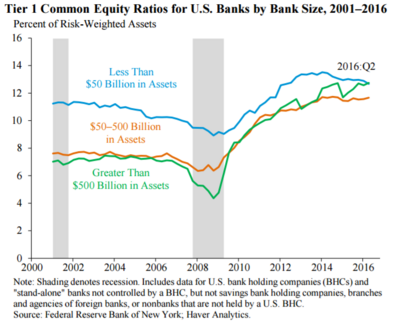 Tier 1 Common Equity Ratios for U.S. Banks by Bank Size, 2001–2016
Percent of Risk-Weighted Assets
16
14
12
10
8
6
4
2
0
2016:Q2
Less Than
$50 Billion in Assets
$50–500 Billion
in Assets
Greater Than
$500 Billion in Assets
2000 2002 2004 2006 2008 2010 2012 2014 2016
Note: Shading denotes recession. Includes data for U.S. bank holding companies (BHCs) and
"stand-alone" banks not controlled by a BHC, but not savings bank holding companies, branches
and agencies of foreign banks, or nonbanks that are not held by a U.S. BHC.
Source: Federal Reserve Bank of New York; Haver Analytics.